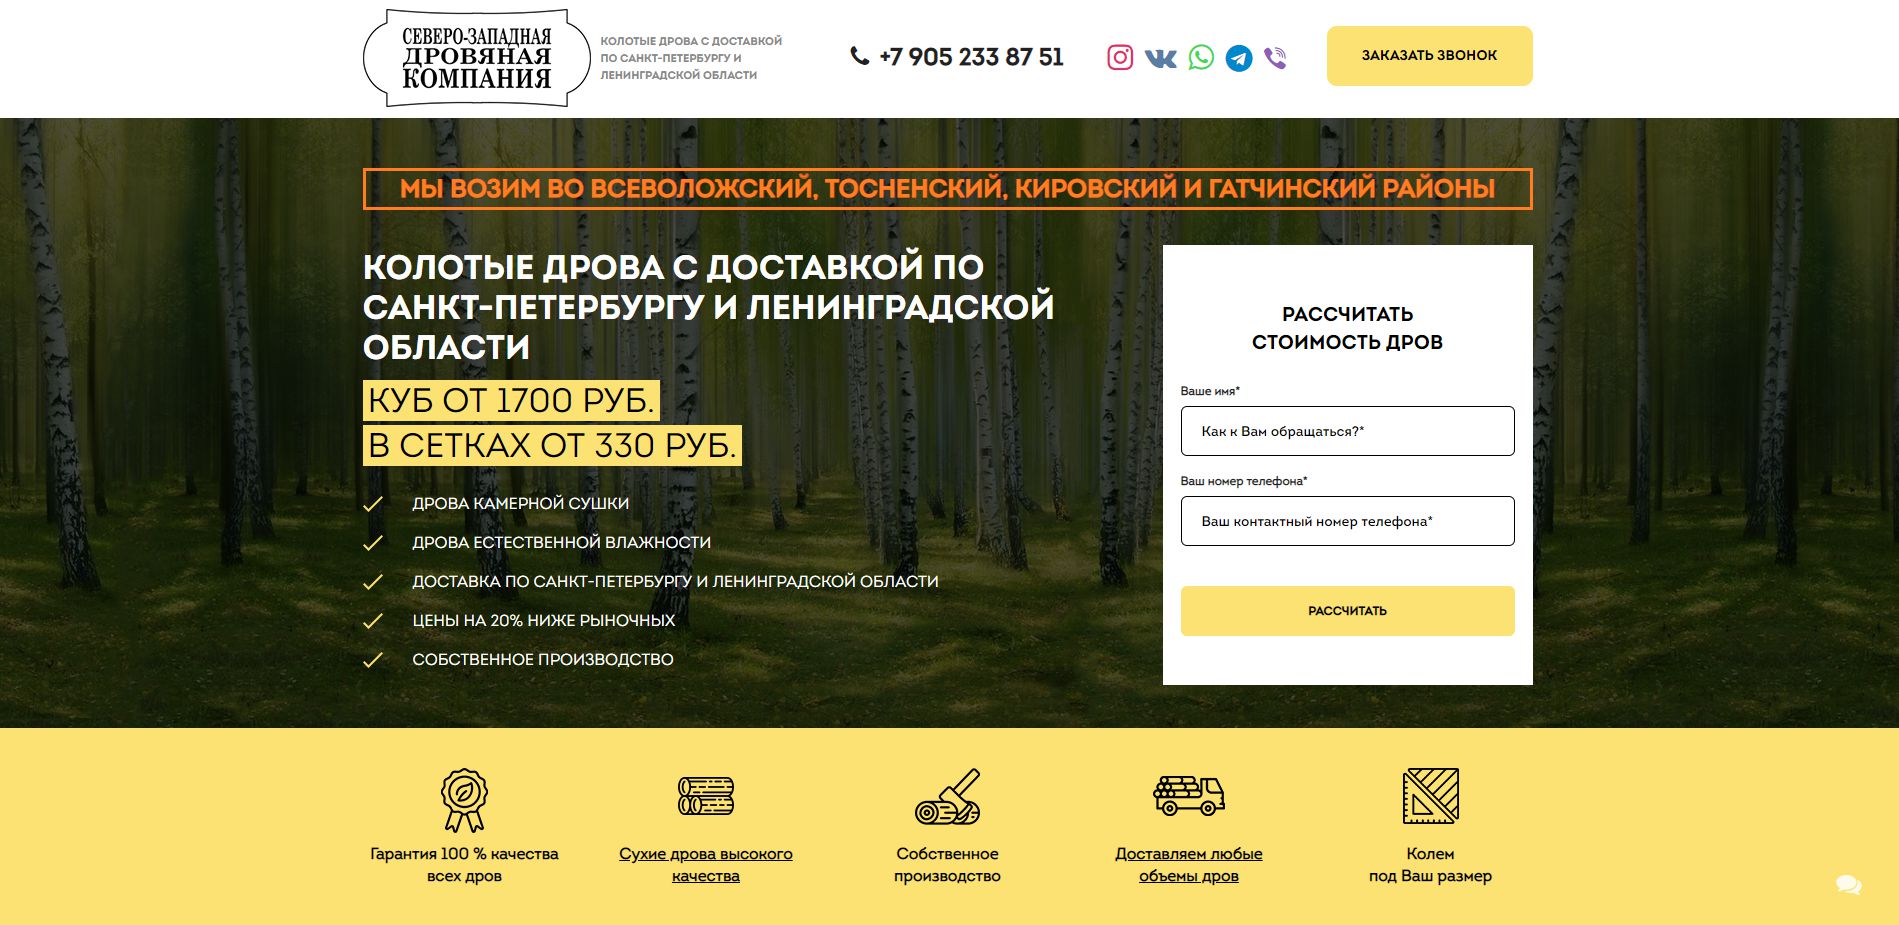 СЕВЕРО-ЗАПАДНАЯ
ДРОВЯНАЯ
КОМПАНИЯ
КОЛОТЫЕ ДРОВА С ДОСТАВКОЙ
ПО САНКТ-ПЕТЕРБУРГУ И
ЛЕНИНГРАДСКОЙ ОБЛАСТИ
+7 905 233 87 51
ЗАКАЗАТЬ ЗВОНОК
МЫ ВОЗИМ ВО ВСЕВОЛОЖСКИЙ, ТОСНЕНСКИЙ, КИРОВСКИЙ И ГАТЧИНСКИЙ РАЙОНЫ
КОЛОТЫЕ ДРОВА С ДОСТАВКОЙ ПО
САНКТ-ПЕТЕРБУРГУ И ЛЕНИНГРАДСКОЙ
ОБЛАСТИ
КУБ ОТ 1700 РУБ.
В СЕТКАХ ОТ 330 РУБ.
ДРОВА КАМЕРНОЙ СУШКИ
ДРОВА ЕСТЕСТВЕННОЙ ВЛАЖНОСТИ
ДОСТАВКА ПО САНКТ-ПЕТЕРБУРГУ И ЛЕНИНГРАДСКОЙ ОБЛАСТИ
ЦЕНЫ НА 20% НИЖЕ РЫНОЧНЫХ
СОБСТВЕННОЕ ПРОИЗВОДСТВО
РАССЧИТАТЬ
СТОИМОСТЬ ДРОВ
Ваше имя*
Как к Вам обращаться?*
Ваш номер телефона*
Ваш контактный номер телефона*
РАССЧИТАТЬ
Гарантия 100 % качества
всех дров
Сухие дрова высокого
качества
Собственное
производство
Доставляем любые
объемы дров
Колем
под Ваш размер